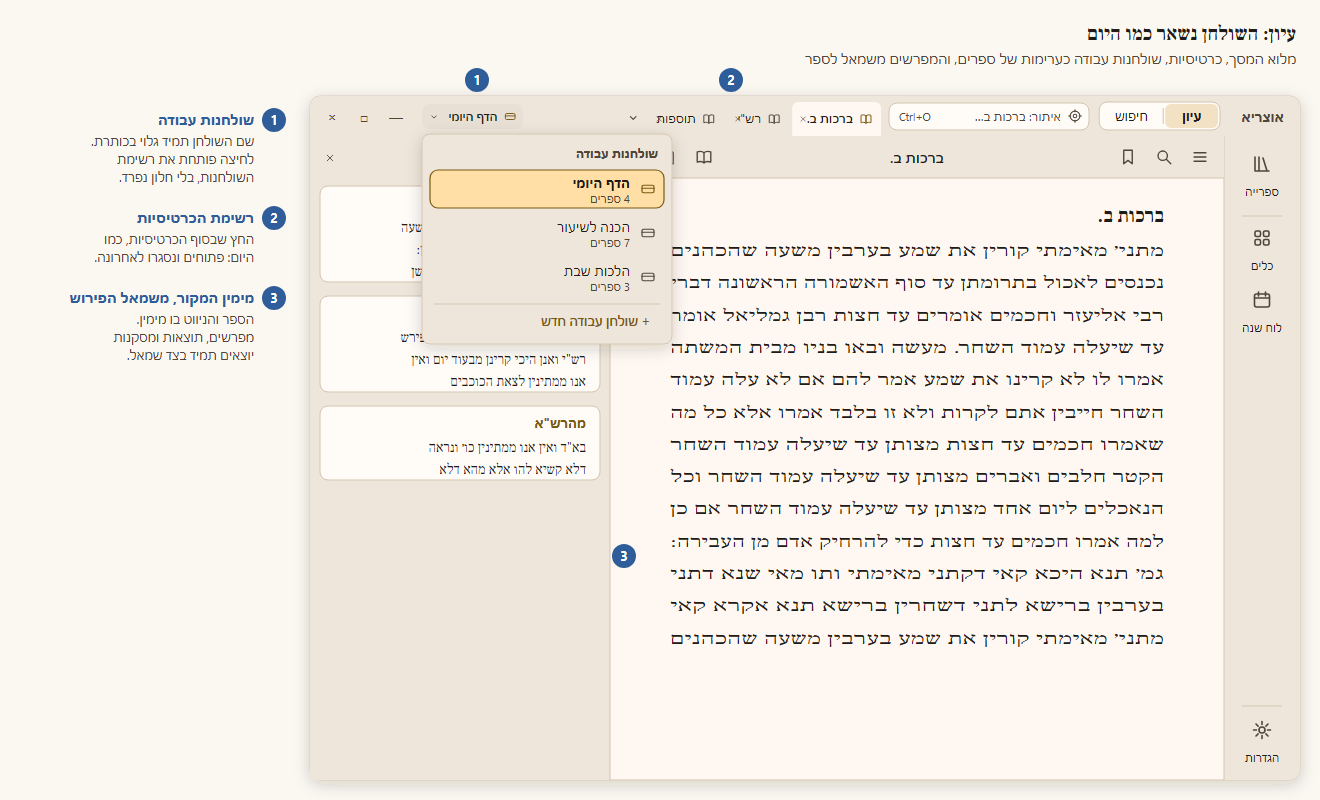 עיון: השולחן נשאר כמו היום
מלוא המסך, כרטיסיות, שולחנות עבודה כערימות של ספרים, והמפרשים משמאל לספר
1
2
אוצריא
עיון
חיפוש
איתור: ברכות ב...
Ctrl+O
ברכות ב.
רש"י
תוספות
הדף היומי
ספרייה
כלים
לוח שנה
הגדרות
ברכות ב.
ברכות ב.
מתני׳ מאימתי קורין את שמע בערבין משעה שהכהנים
נכנסים לאכול בתרומתן עד סוף האשמורה הראשונה דברי
רבי אליעזר וחכמים אומרים עד חצות רבן גמליאל אומר
עד שיעלה עמוד השחר. מעשה ובאו בניו מבית המשתה
אמרו לו לא קרינו את שמע אמר להם אם לא עלה עמוד
השחר חייבין אתם לקרות ולא זו בלבד אמרו אלא כל מה
שאמרו חכמים עד חצות מצותן עד שיעלה עמוד השחר
הקטר חלבים ואברים מצותן עד שיעלה עמוד השחר וכל
הנאכלים ליום אחד מצותן עד שיעלה עמוד השחר אם כן
למה אמרו חכמים עד חצות כדי להרחיק אדם מן העבירה:
גמ׳ תנא היכא קאי דקתני מאימתי ותו מאי שנא דתני
בערבין ברישא לתני דשחרין ברישא תנא אקרא קאי
מתני׳ מאימתי קורין את שמע בערבין משעה שהכהנים
3
שולחנות עבודה
הדף היומי
4 ספרים
הכנה לשיעור
7 ספרים
הלכות שבת
3 ספרים
+ שולחן עבודה חדש
רש"י ואנן היכי קרינן מבעוד יום ואין
אנו ממתינין לצאת הכוכבים
מהרש"א
בא"ד ואין אנו ממתינין כו׳ ונראה
דלא קשיא להו אלא מהא דלא
1
שולחנות עבודה
שם השולחן תמיד גלוי בכותרת.
לחיצה פותחת את רשימת
השולחנות, בלי חלון נפרד.
2
רשימת הכרטיסיות
החץ שבסוף הכרטיסיות, כמו
היום: פתוחים ונסגרו לאחרונה.
3
מימין המקור, משמאל הפירוש
הספר והניווט בו מימין.
מפרשים, תוצאות ומסקנות
יוצאים תמיד בצד שמאל.